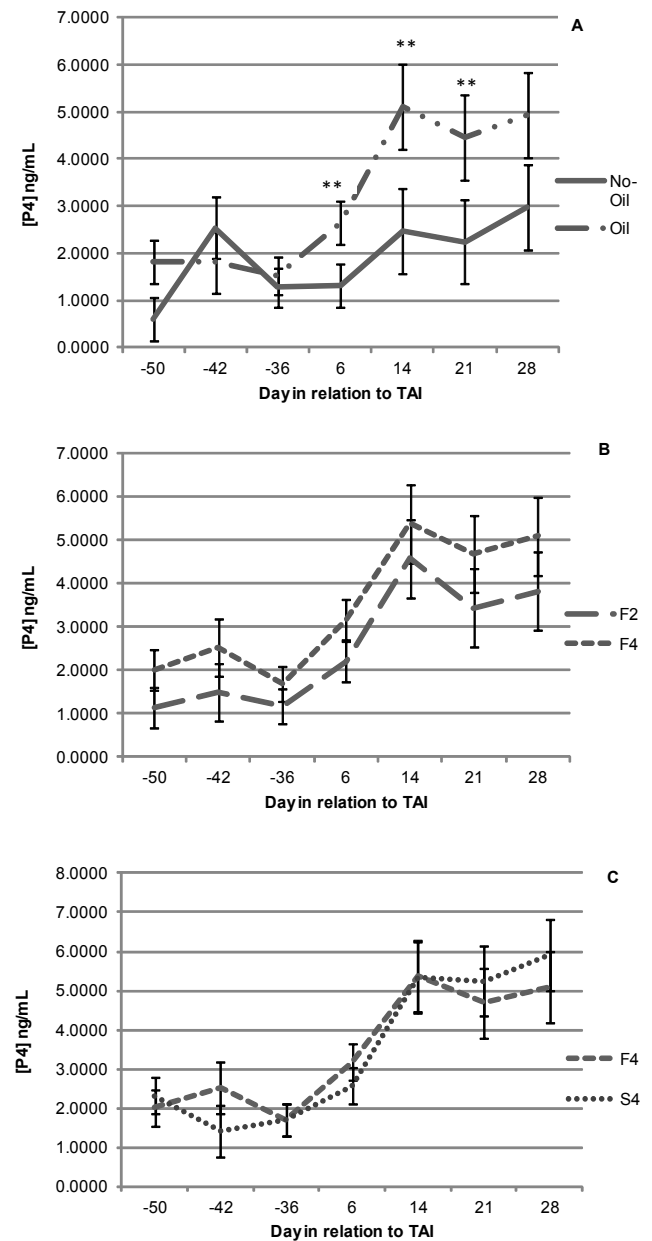 A
7.0000
6.0000
5.0000
4.0000
3.0000
2.0000
1.0000
0.0000
[P4] ng/mL
**
**
**
No-
Oil
Oil
-50 -42 -36 6 14 21 28
Day in relation to TAI
B
7.0000
6.0000
5.0000
4.0000
3.0000
2.0000
1.0000
0.0000
[P4] ng/mL
F2
F4
-50 -42 -36 6 14 21 28
Day in relation to TAI
C
8.0000
7.0000
6.0000
5.0000
4.0000
3.0000
2.0000
1.0000
0.0000
[P4] ng/mL
F4
S4
-50 -42 -36 6 14 21 28
Day in relation to TAI